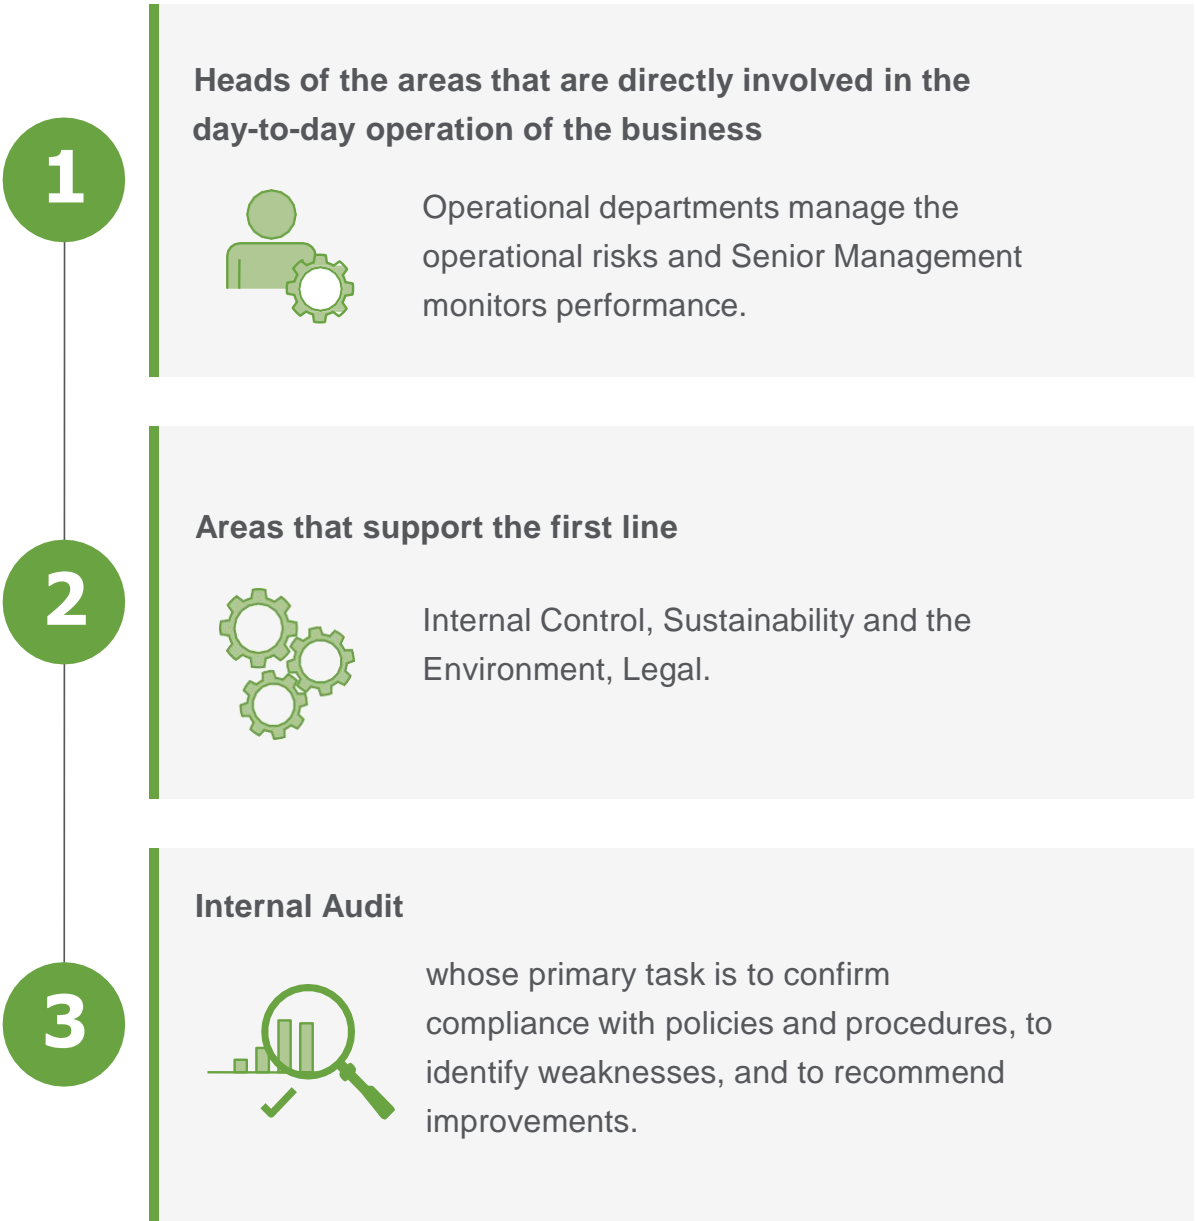 1
Heads of the areas that are directly involved in the
day-to-day operation of the business
Operational departments manage the
operational risks and Senior Management
monitors performance.
2
Areas that support the first line
Internal Control, Sustainability and the
Environment, Legal.
3
Internal Audit
whose primary task is to confirm
compliance with policies and procedures, to
identify weaknesses, and to recommend
improvements.